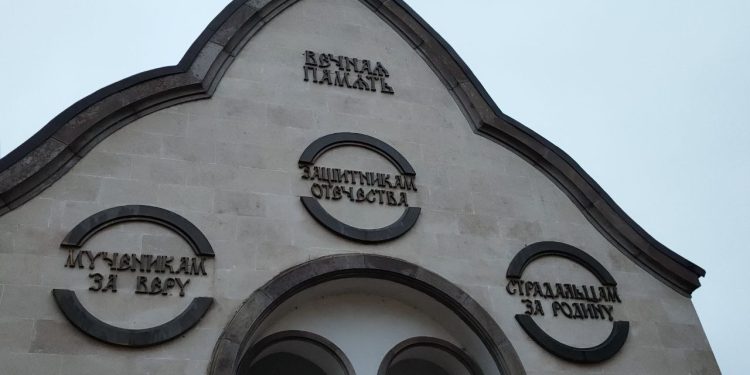 ВЕЧНАЯ
ПАМЯТЬ
ЗАЩИТНИКАМ
ОТЕЧЕСТВА
МУЧЕНИКАМ
ЗА ВЕРУ
СТРАДАЛЬЦАМ
ЗА РОДИНУ